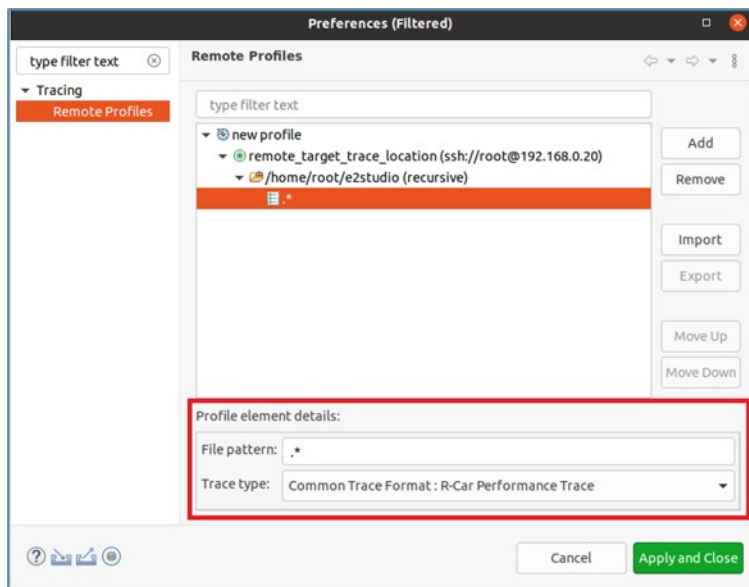 Preferences (Filtered)
type filter text
Tracing
Remote Profiles
Remote Profiles
type filter text
new profile
remote_target_trace_location (ssh://root@192.168.0.20)
/home/root/e2studio (recursive)
.*
Add
Remove
Import
Export
Move Up
Move Down
Profile element details:
File pattern: .*
Trace type: Common Trace Format : R-Car Performance Trace
Cancel
Apply and Close